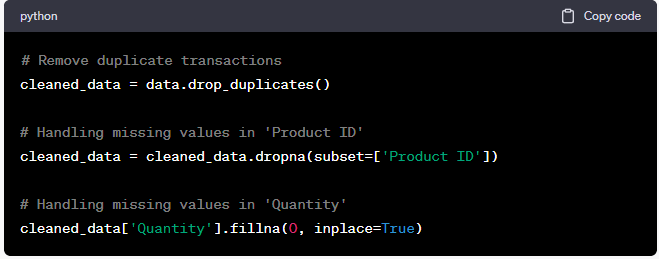 python
Copy code
# Remove duplicate transactions
cleaned_data = data.drop_duplicates()
# Handling missing values in 'Product ID'
cleaned_data = cleaned_data.dropna(subset=['Product ID'])
# Handling missing values in 'Quantity'
cleaned_data['Quantity'].fillna(0, inplace=True)